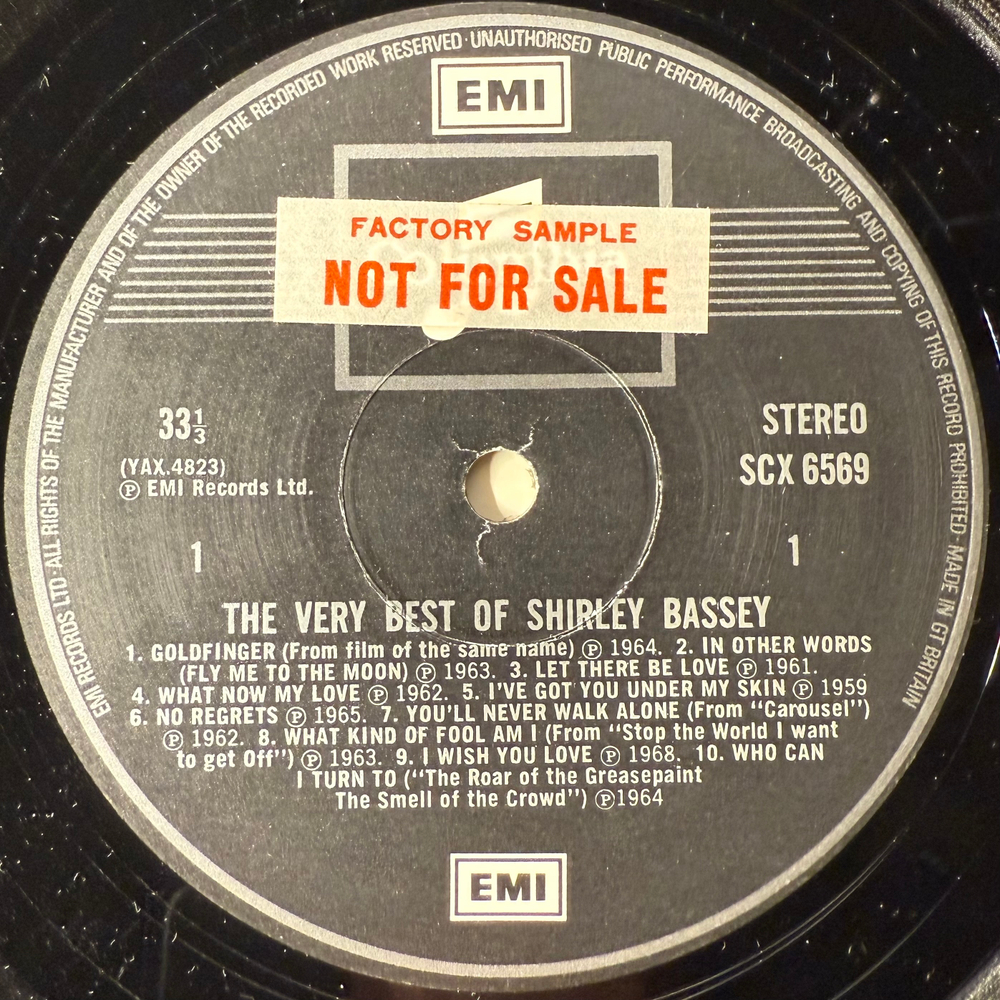 EMI RECORDS LTD · ALL RIGHTS OF THE MANUFACTURER AND OF THE OWNER OF THE RECORDED WORK RESERVED · UNAUTHORISED PUBLIC PERFORMANCE BROADCASTING AND COPYING OF THIS RECORD PROHIBITED · MADE IN GT BRITAIN
EMI
FACTORY SAMPLE
NOT FOR SALE
33⅓ STEREO
(YAX.4823) SCX 6569
Ⓟ EMI Records Ltd.
1 1
THE VERY BEST OF SHIRLEY BASSEY
1. GOLDFINGER (From film of the same name) Ⓟ 1964. 2. IN OTHER WORDS
(FLY ME TO THE MOON) Ⓟ 1963. 3. LET THERE BE LOVE Ⓟ 1961.
4. WHAT NOW MY LOVE Ⓟ 1962. 5. I'VE GOT YOU UNDER MY SKIN Ⓟ 1959
6. NO REGRETS Ⓟ 1965. 7. YOU'LL NEVER WALK ALONE (From "Carousel")
Ⓟ 1962. 8. WHAT KIND OF FOOL AM I (From "Stop the World I want
to get Off") Ⓟ 1963. 9. I WISH YOU LOVE Ⓟ 1968. 10. WHO CAN
I TURN TO ("The Roar of the Greasepaint
The Smell of the Crowd") Ⓟ1964
EMI